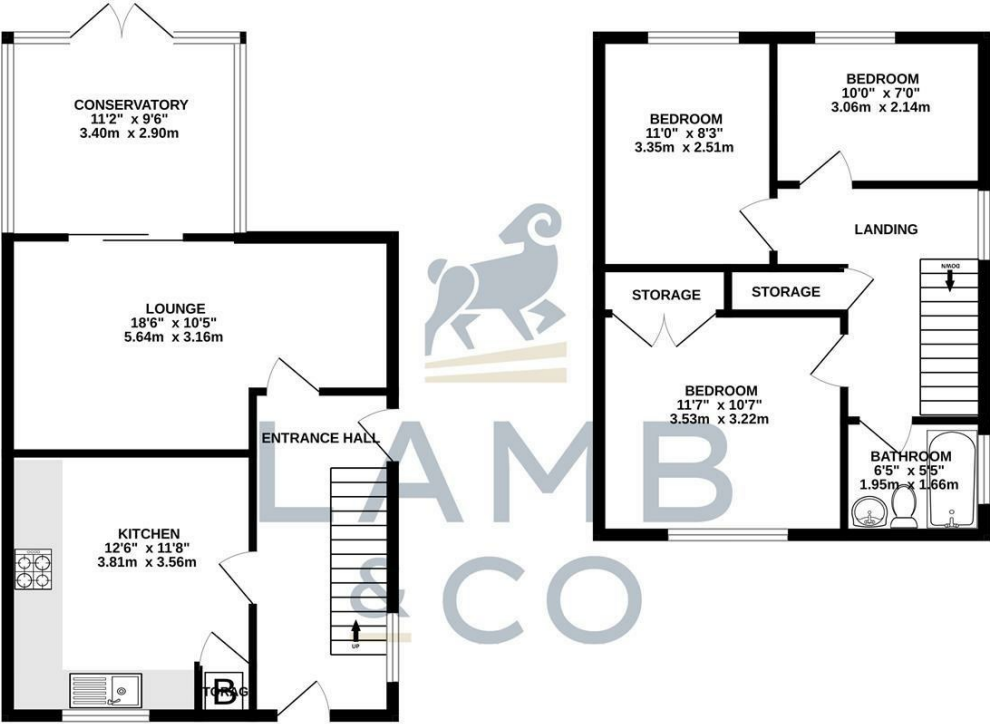 CONSERVATORY
11'2" x 9'6"
3.40m x 2.90m
LOUNGE
18'6" x 10'5"
5.64m x 3.16m
ENTRANCE HALL
KITCHEN
12'6" x 11'8"
3.81m x 3.56m
B
UP
BEDROOM
11'0" x 8'3"
3.35m x 2.51m
BEDROOM
10'0" x 7'0"
3.06m x 2.14m
LANDING
DOWN
STORAGE
STORAGE
BEDROOM
11'7" x 10'7"
3.53m x 3.22m
BATHROOM
6'5" x 5'5"
1.95m x 1.66m
LAMB
& CO